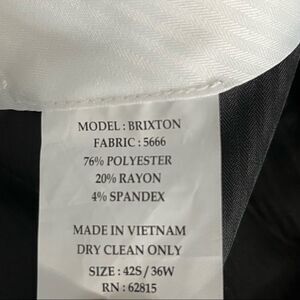 MODEL : BRIXTON
FABRIC : 5666
76% POLYESTER
20% RAYON
4% SPANDEX
MADE IN VIETNAM
DRY CLEAN ONLY
SIZE : 42S / 36W
RN : 62815